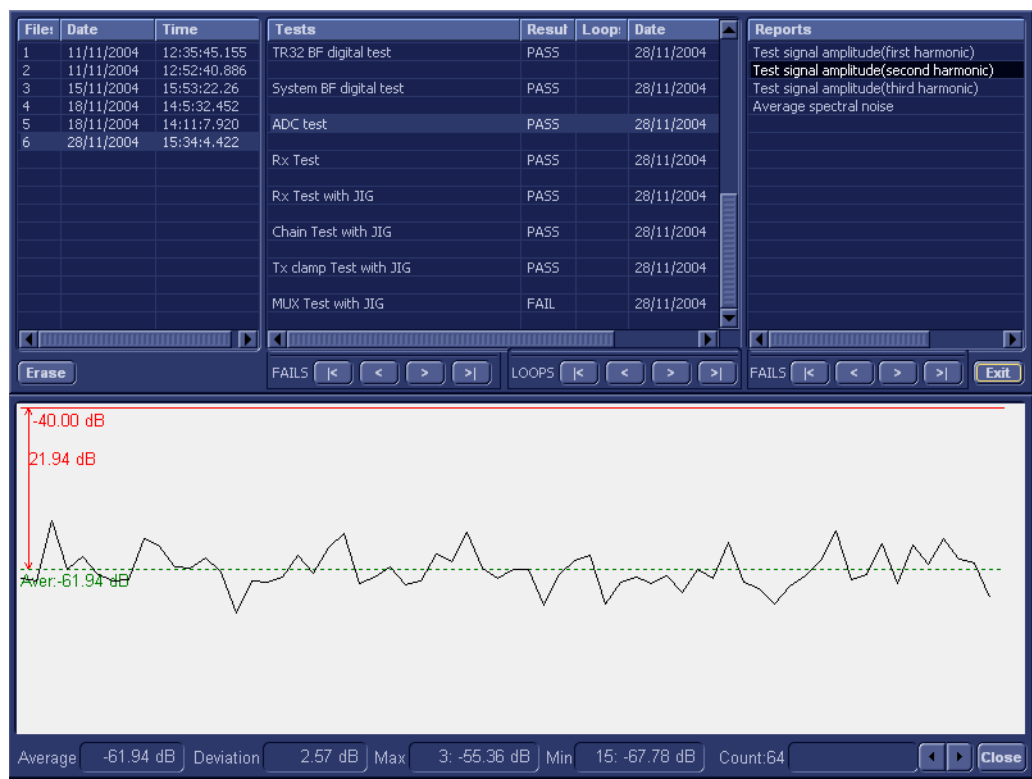 File: Date Time
1 11/11/2004 12:35:45.155
2 11/11/2004 12:52:40.886
3 15/11/2004 15:53:22.26
4 18/11/2004 14:5:32.452
5 18/11/2004 14:11:7.920
6 28/11/2004 15:34:4.422
Erase
Tests Resul Loop: Date
TR32 BF digital test PASS 28/11/2004
System BF digital test PASS 28/11/2004
ADC test PASS 28/11/2004
Rx Test PASS 28/11/2004
Rx Test with JIG PASS 28/11/2004
Chain Test with JIG PASS 28/11/2004
Tx clamp Test with JIG PASS 28/11/2004
MUX Test with JIG FAIL 28/11/2004
FAILS |< < > >| LOOPS |< < > >|
Reports
Test signal amplitude(first harmonic)
Test signal amplitude(second harmonic)
Test signal amplitude(third harmonic)
Average spectral noise
FAILS |< < > >| Exit
-40.00 dB
21.94 dB
Aver:-61.94 dB
Average -61.94 dB Deviation 2.57 dB Max 3: -55.36 dB Min 15: -67.78 dB Count:64 Close